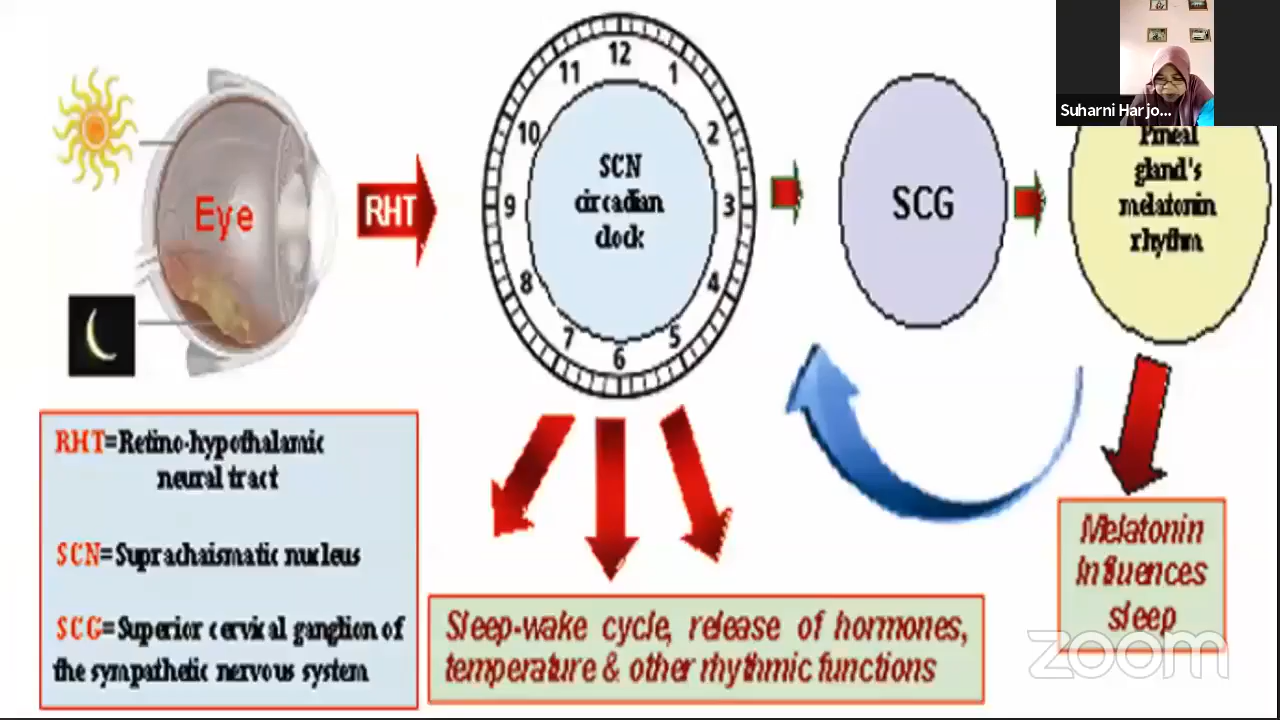 Suharni Harjo...
Eye
RHT
12
1
2
3
4
5
6
7
8
9
10
11
SCN
circadian
clock
SCG
Pineal
gland's
melatonin
rhythm
RHT=Retino-hypothalamic
neural tract
SCN=Suprachaismatic nucleus
SCG=Superior cervical ganglion of
the sympathetic nervous system
Sleep-wake cycle, release of hormones,
temperature & other rhythmic functions
Melatonin
Influences
sleep
zoom